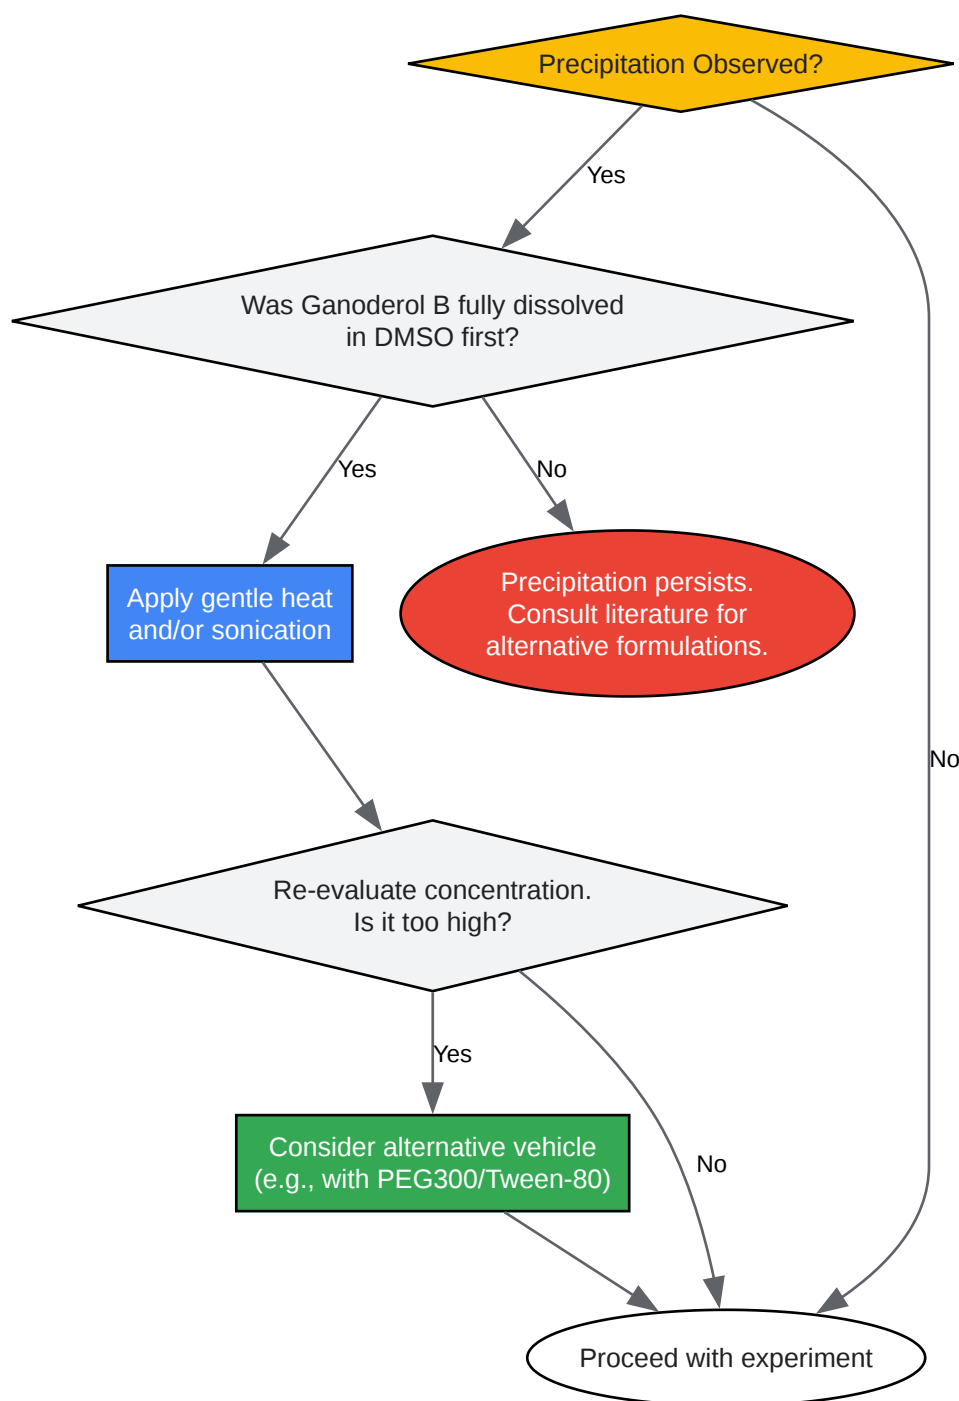 Precipitation Observed?
Yes
Was Ganoderol B fully dissolved
in DMSO first?
Yes
No
Apply gentle heat
and/or sonication
Precipitation persists.
Consult literature for
alternative formulations.
No
Re-evaluate concentration.
Is it too high?
Yes
No
Consider alternative vehicle
(e.g., with PEG300/Tween-80)
Proceed with experiment